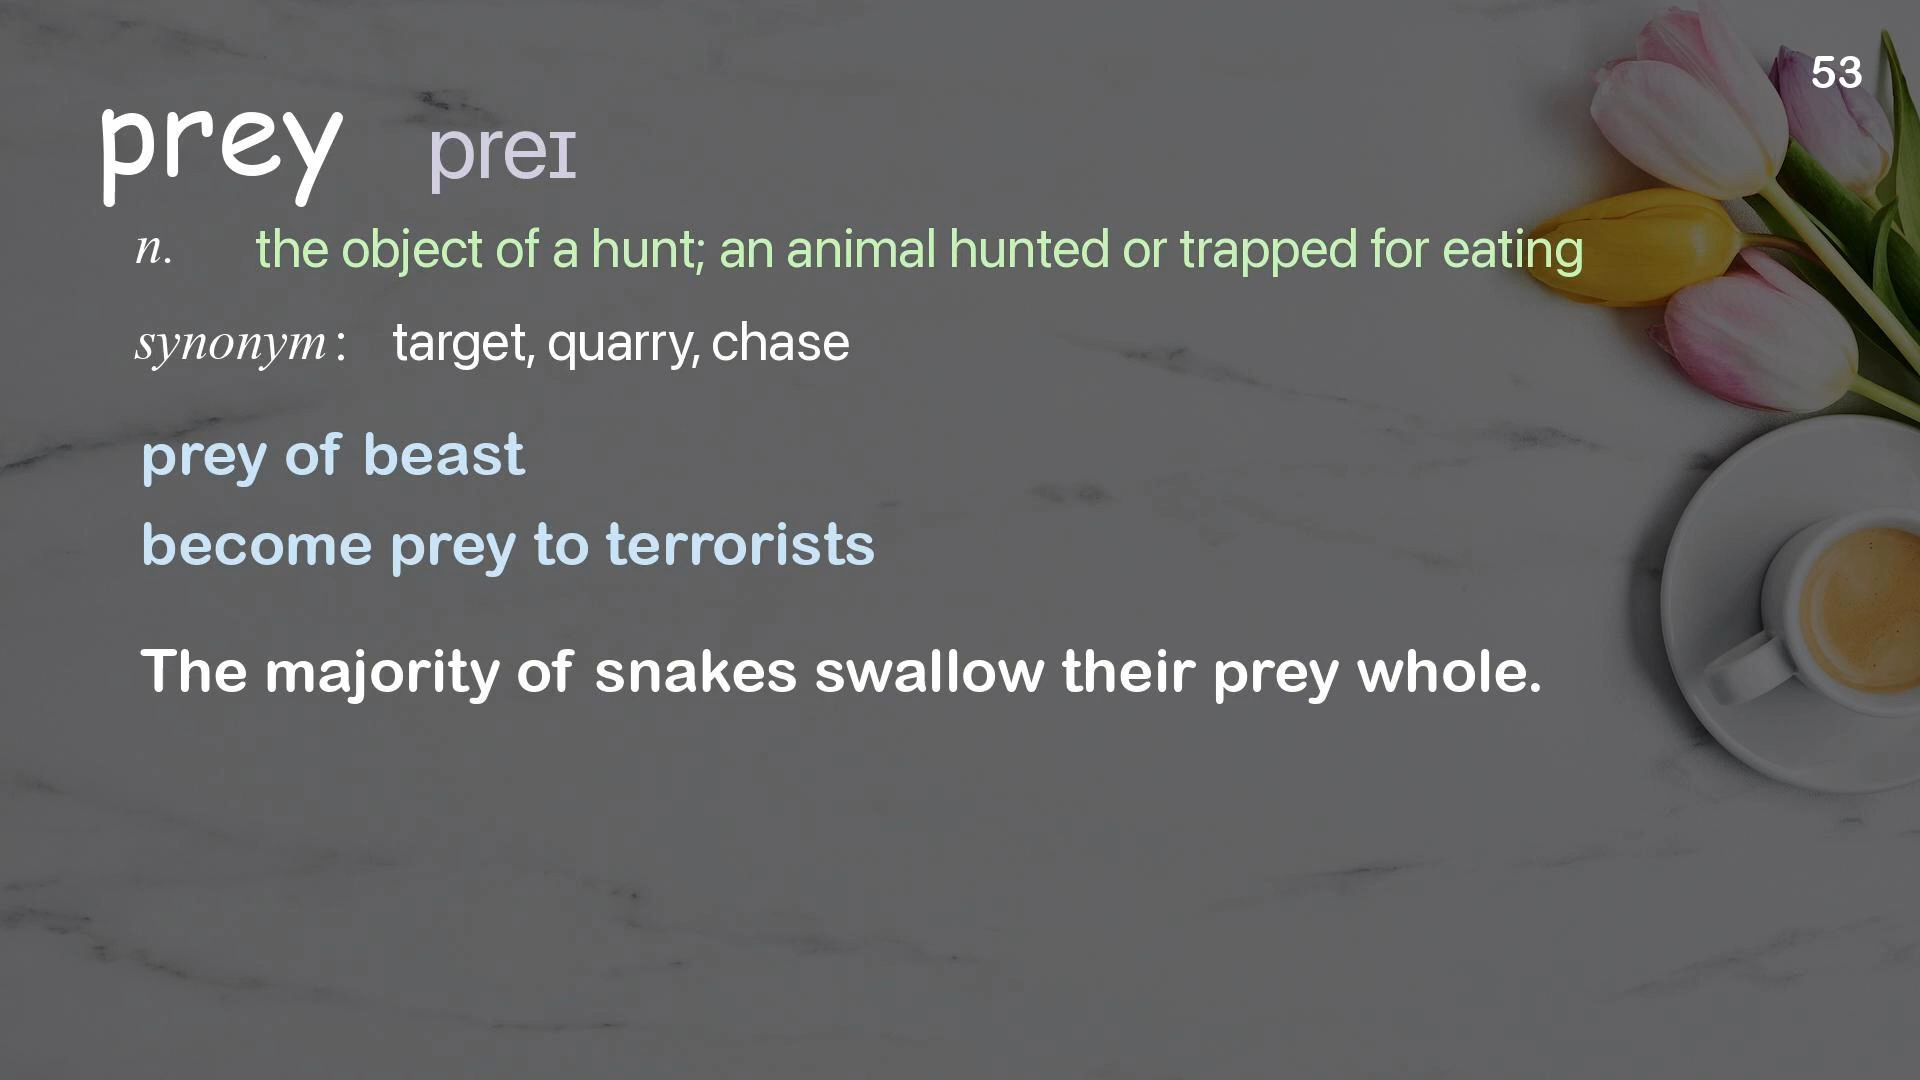 53
prey preɪ
n. the object of a hunt; an animal hunted or trapped for eating
synonym: target, quarry, chase
prey of beast
become prey to terrorists
The majority of snakes swallow their prey whole.